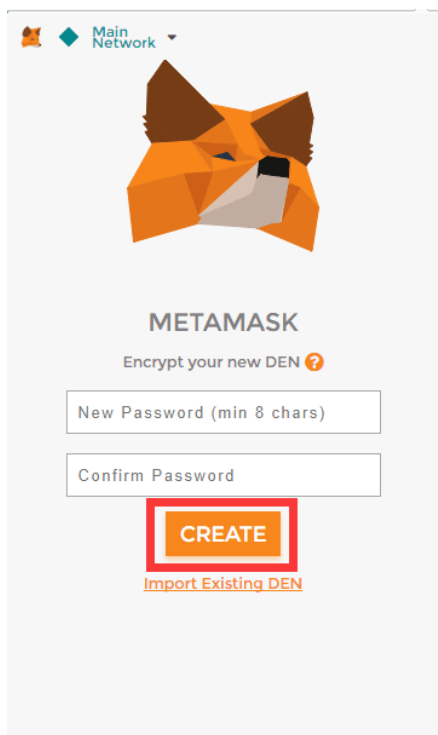 Main
Network
METAMASK
Encrypt your new DEN ?
New Password (min 8 chars)
Confirm Password
CREATE
Import Existing DEN